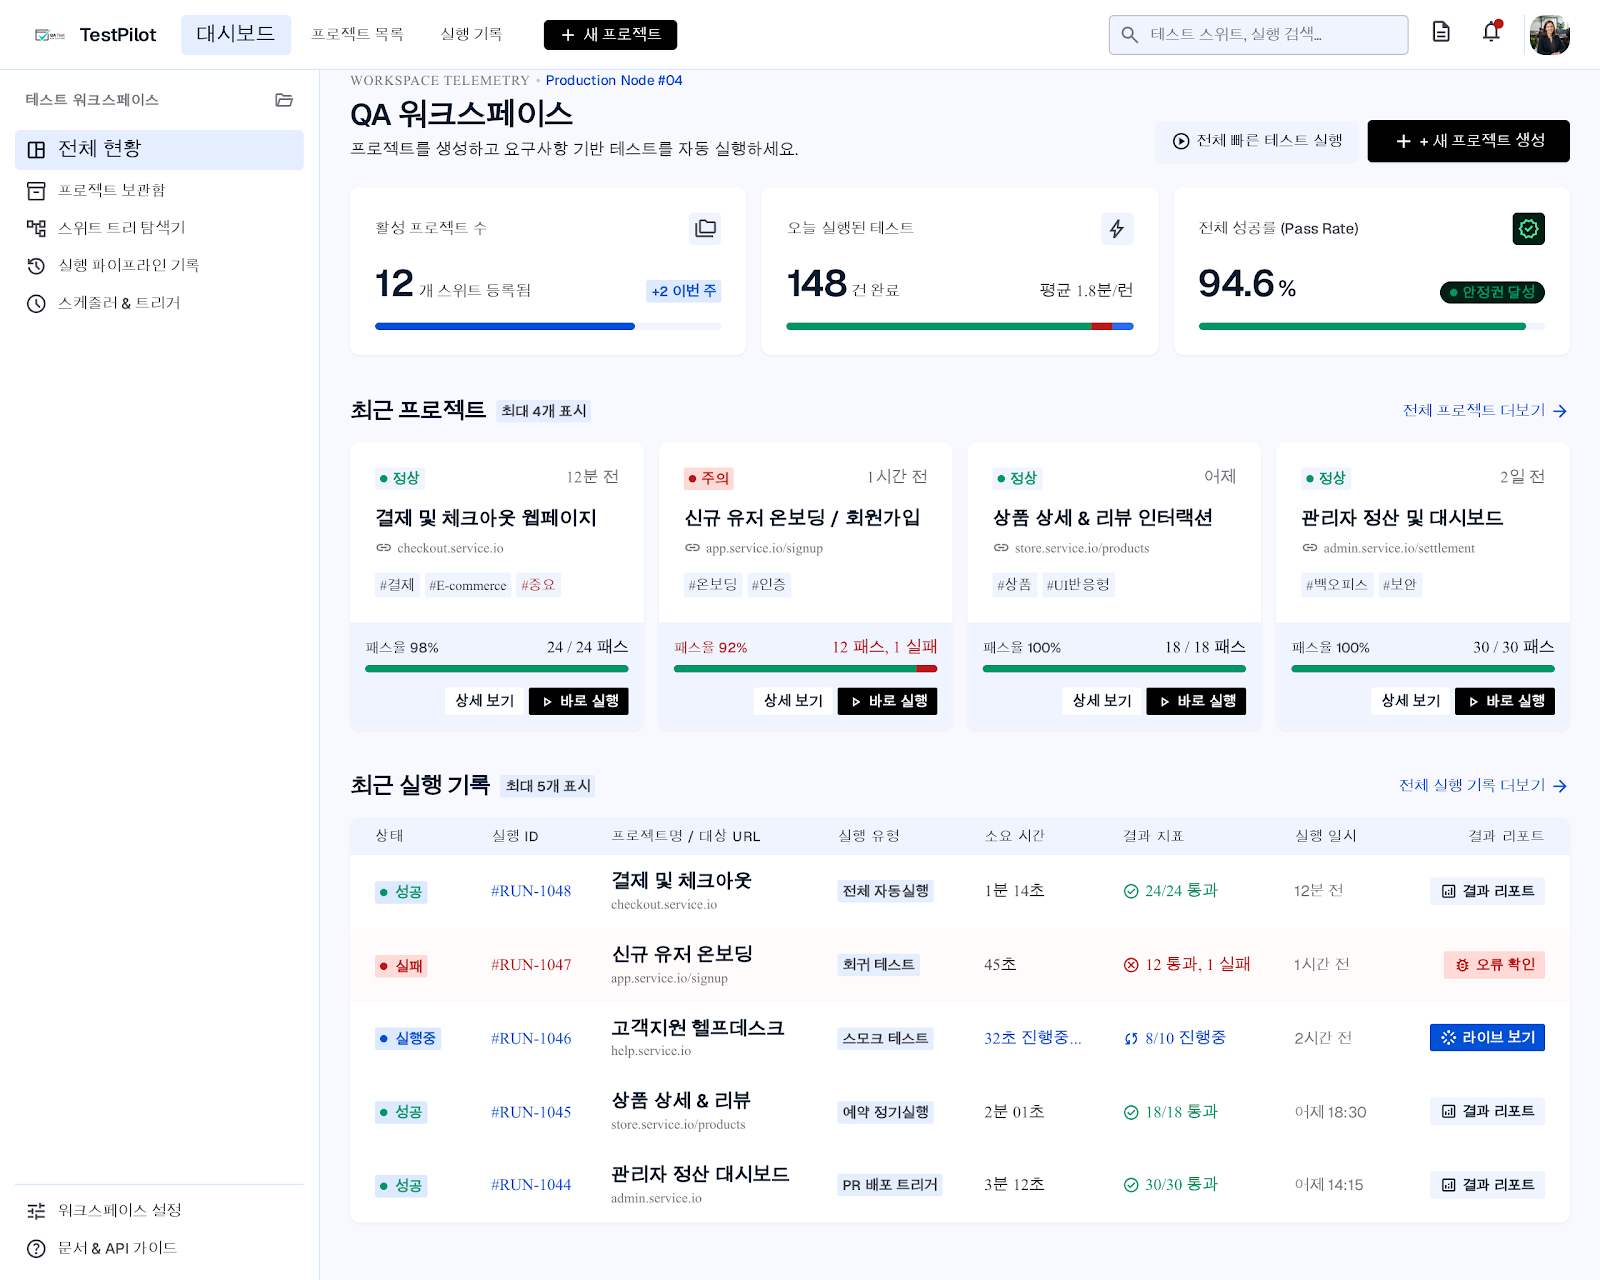 TestPilot
대시보드
프로젝트 목록
실행 기록
새 프로젝트
테스트 스위트, 실행 검색...
테스트 워크스페이스
전체 현황
프로젝트 보관함
스위트 트리 탐색기
실행 파이프라인 기록
스케줄러 & 트리거
워크스페이스 설정
문서 & API 가이드
WORKSPACE TELEMETRY • Production Node #04
QA 워크스페이스
프로젝트를 생성하고 요구사항 기반 테스트를 자동 실행하세요.
전체 빠른 테스트 실행
+ 새 프로젝트 생성
활성 프로젝트 수
12 개 스위트 등록됨
+2 이번 주
오늘 실행된 테스트
148 건 완료
평균 1.8분/런
전체 성공률 (Pass Rate)
94.6 %
안정권 달성
최근 프로젝트
최대 4개 표시
전체 프로젝트 더보기
정상
12분 전
결제 및 체크아웃 웹페이지
checkout.service.io
#결제 #E-commerce #중요
패스율 98%
24 / 24 패스
상세 보기
바로 실행
주의
1시간 전
신규 유저 온보딩 / 회원가입
app.service.io/signup
#온보딩 #인증
패스율 92%
12 패스, 1 실패
상세 보기
바로 실행
정상
어제
상품 상세 & 리뷰 인터랙션
store.service.io/products
#상품 #UI반응형
패스율 100%
18 / 18 패스
상세 보기
바로 실행
정상
2일 전
관리자 정산 및 대시보드
admin.service.io/settlement
#백오피스 #보안
패스율 100%
30 / 30 패스
상세 보기
바로 실행
최근 실행 기록
최대 5개 표시
전체 실행 기록 더보기
상태 실행 ID 프로젝트명 / 대상 URL 실행 유형 소요 시간 결과 지표 실행 일시 결과 리포트
성공 #RUN-1048 결제 및 체크아웃 전체 자동실행 1분 14초 24/24 통과 12분 전 결과 리포트
checkout.service.io
실패 #RUN-1047 신규 유저 온보딩 회귀 테스트 45초 12 통과, 1 실패 1시간 전 오류 확인
app.service.io/signup
실행중 #RUN-1046 고객지원 헬프데스크 스모크 테스트 32초 진행중... 8/10 진행중 2시간 전 라이브 보기
help.service.io
성공 #RUN-1045 상품 상세 & 리뷰 예약 정기실행 2분 01초 18/18 통과 어제 18:30 결과 리포트
store.service.io/products
성공 #RUN-1044 관리자 정산 대시보드 PR 배포 트리거 3분 12초 30/30 통과 어제 14:15 결과 리포트
admin.service.io